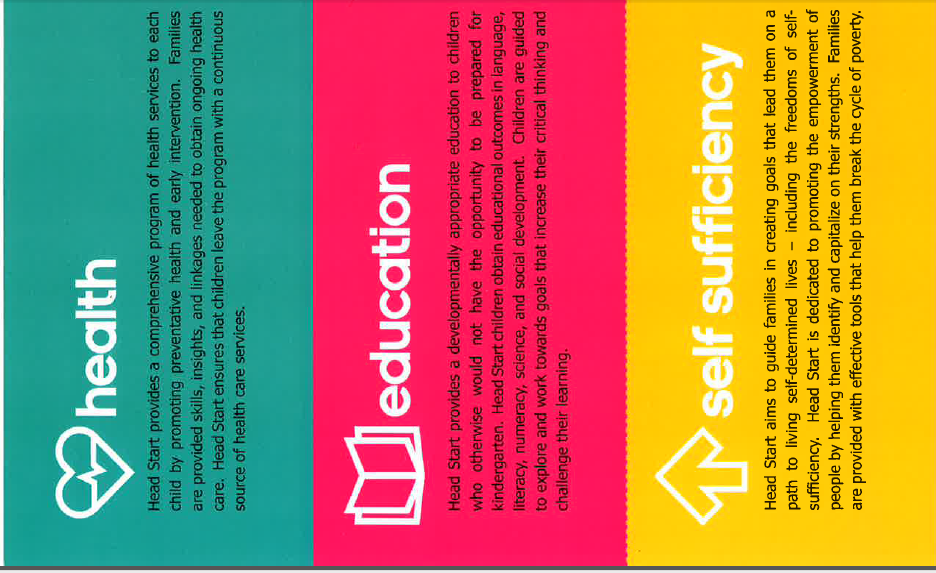 health
Head Start provides a comprehensive program of health services to each
child by promoting preventative health and early intervention. Families
are provided skills, insights, and linkages needed to obtain ongoing health
care. Head Start ensures that children leave the program with a continuous
source of health care services.
education
Head Start provides a developmentally appropriate education to children
who otherwise would not have the opportunity to be prepared for
kindergarten. Head Start children obtain educational outcomes in language,
literacy, numeracy, science, and social development. Children are guided
to explore and work towards goals that increase their critical thinking and
challenge their learning.
self sufficiency
Head Start aims to guide families in creating goals that lead them on a
path to living self-determined lives – including the freedoms of self-
sufficiency. Head Start is dedicated to promoting the empowerment of
people by helping them identify and capitalize on their strengths. Families
are provided with effective tools that help them break the cycle of poverty.